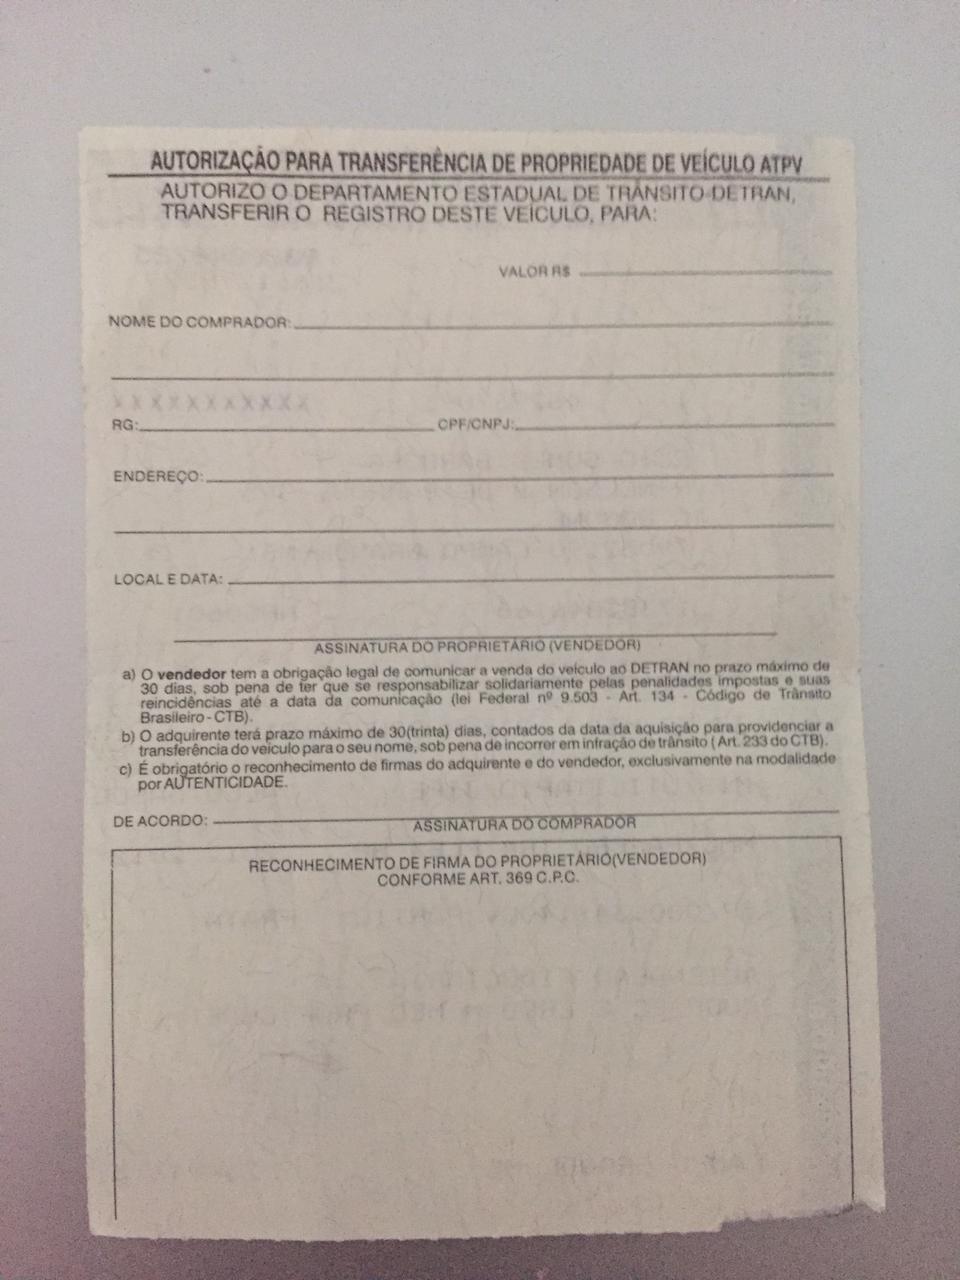 AUTORIZAÇÃO PARA TRANSFERÊNCIA DE PROPRIEDADE DE VEÍCULO ATPV
AUTORIZO O DEPARTAMENTO ESTADUAL DE TRÂNSITO-DETRAN,
TRANSFERIR O REGISTRO DESTE VEÍCULO, PARA:
VALOR R$
NOME DO COMPRADOR:
XXXXXXXXXXX
RG: CPF/CNPJ:
ENDEREÇO:
LOCAL E DATA:
ASSINATURA DO PROPRIETÁRIO (VENDEDOR)
a) O vendedor tem a obrigação legal de comunicar a venda do veículo ao DETRAN no prazo máximo de
30 dias, sob pena de ter que se responsabilizar solidariamente pelas penalidades impostas e suas
reincidências até a data da comunicação (lei Federal nº 9.503 - Art. 134 - Código de Trânsito
Brasileiro - CTB).
b) O adquirente terá prazo máximo de 30(trinta) dias, contados da data da aquisição para providenciar a
transferência do veículo para o seu nome, sob pena de incorrer em infração de trânsito ( Art. 233 do CTB).
c) É obrigatório o reconhecimento de firmas do adquirente e do vendedor, exclusivamente na modalidade
por AUTENTICIDADE.
DE ACORDO:
ASSINATURA DO COMPRADOR
RECONHECIMENTO DE FIRMA DO PROPRIETÁRIO(VENDEDOR)
CONFORME ART. 369 C.P.C.